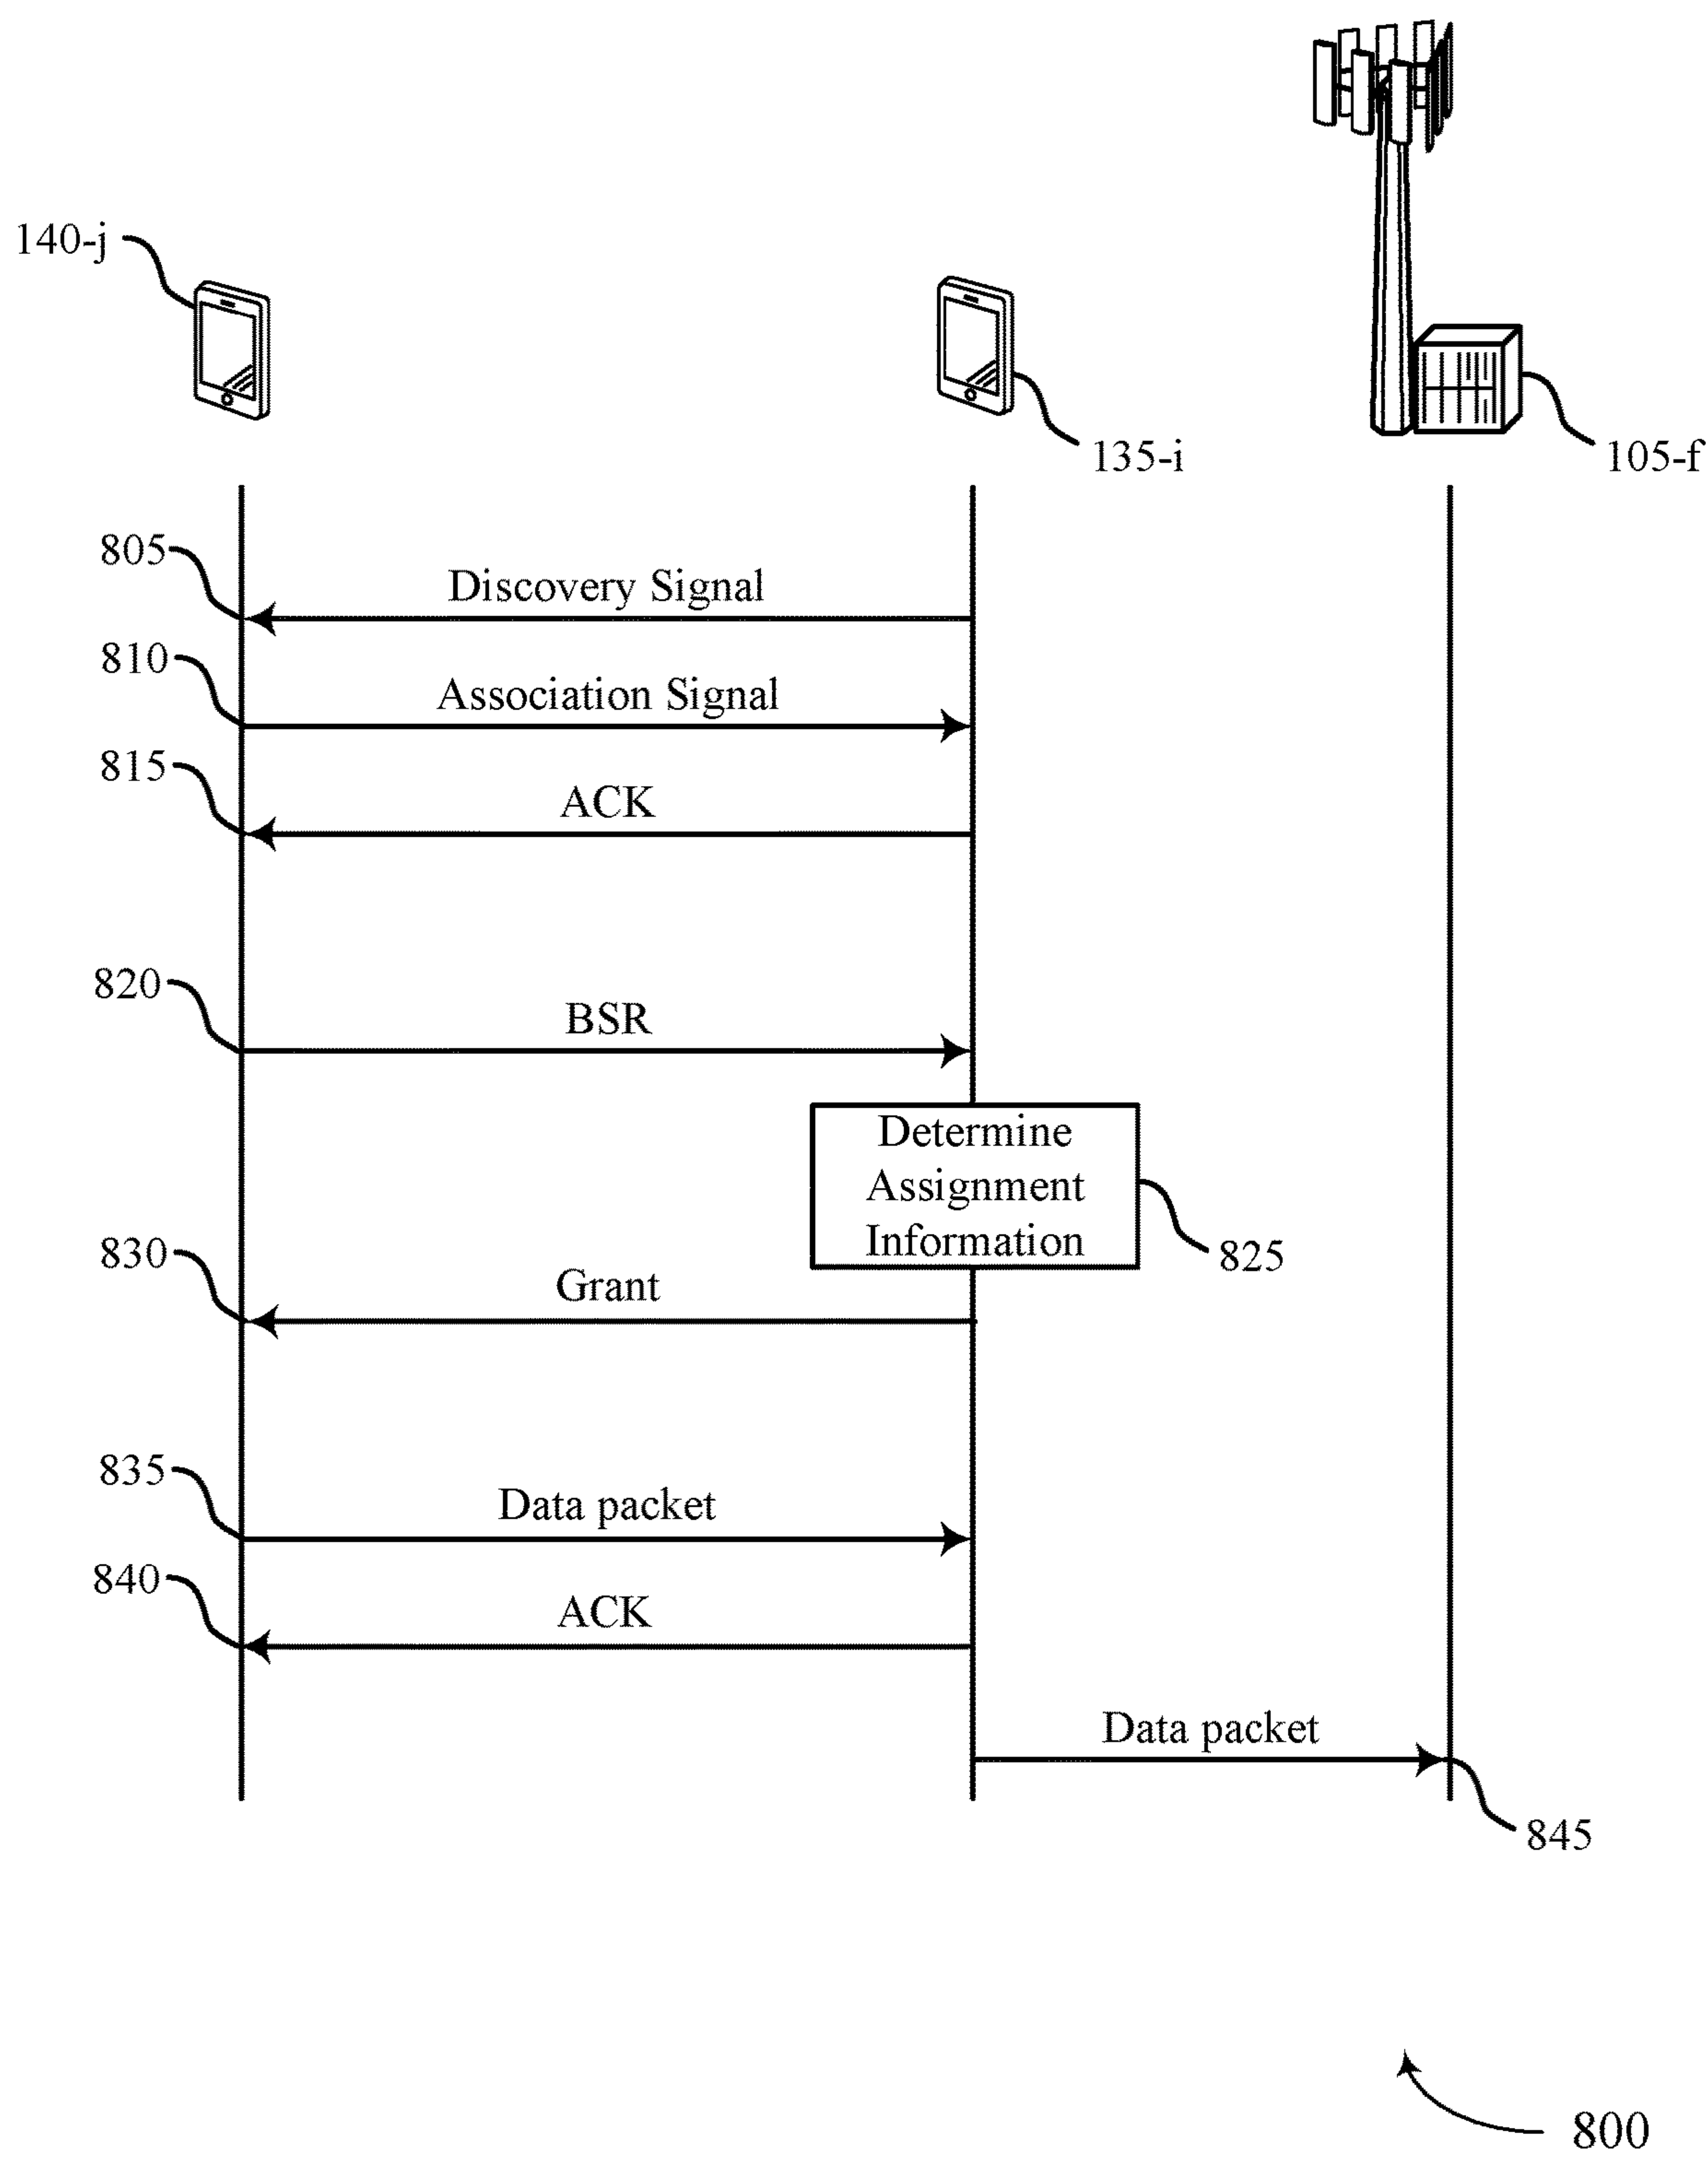 140-j
135-i
105-f
805
Discovery Signal
810
Association Signal
815
ACK
820
BSR
Determine
Assignment
Information
825
830
Grant
835
Data packet
840
ACK
Data packet
845
800